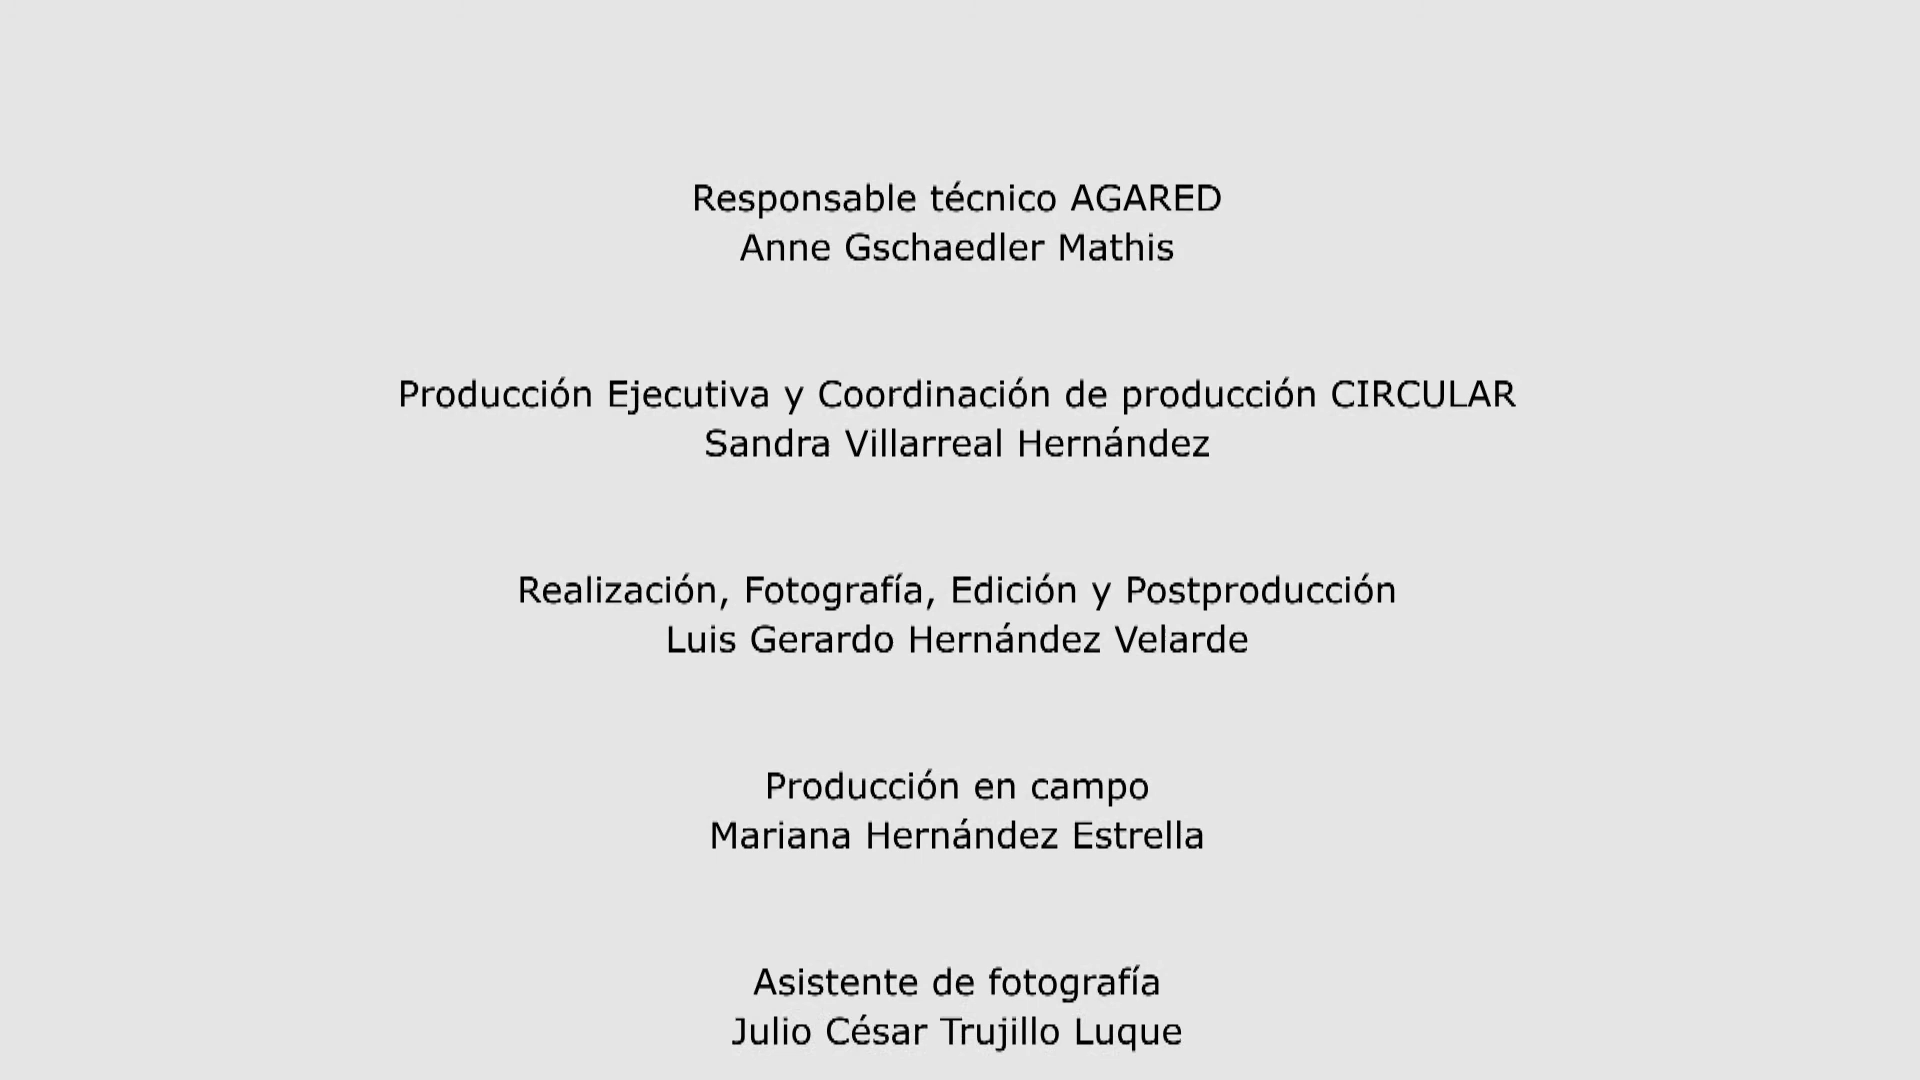 Responsable técnico AGARED
Anne Gschaedler Mathis
Producción Ejecutiva y Coordinación de producción CIRCULAR
Sandra Villarreal Hernández
Realización, Fotografía, Edición y Postproducción
Luis Gerardo Hernández Velarde
Producción en campo
Mariana Hernández Estrella
Asistente de fotografía
Julio César Trujillo Luque